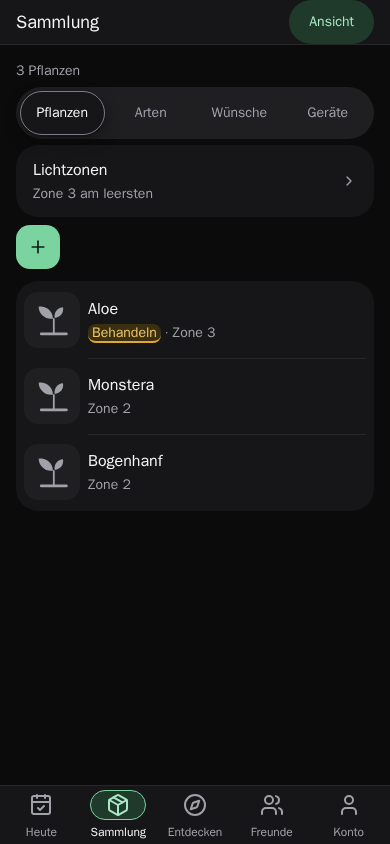 Sammlung
Ansicht
3 Pflanzen
Pflanzen Arten Wünsche Geräte
Lichtzonen
Zone 3 am leersten
Aloe
Behandeln · Zone 3
Monstera
Zone 2
Bogenhanf
Zone 2
Heute Sammlung Entdecken Freunde Konto